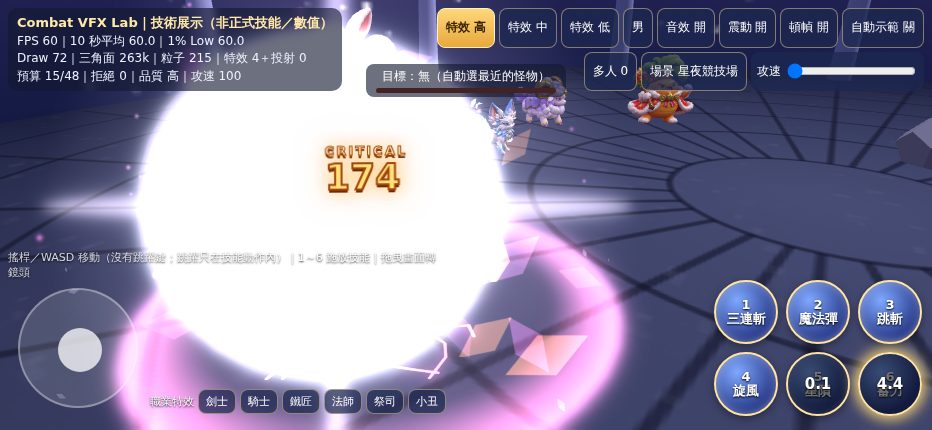 Combat VFX Lab｜技術展示（非正式技能／數值）
FPS 60｜10 秒平均 60.0｜1% Low 60.0
Draw 72｜三角面 263k｜粒子 215｜特效 4＋投射 0
預算 15/48｜拒絕 0｜品質 高｜攻速 100
特效 高
特效 中
特效 低
男
音效 開
震動 開
頓幀 開
自動示範 關
目標：無（自動選最近的怪物）
多人 0
場景 星夜競技場
攻速
CRITICAL
174
搖桿／WASD 移動（沒有跳躍鍵；跳躍只在技能動作內）｜1～6 施放技能｜拖曳畫面轉
鏡頭
1
三連斬
2
魔法彈
3
跳斬
4
旋風
5
0.1
星隕
6
4.4
蓄力
職業特效
劍士
騎士
鐵匠
法師
祭司
小丑